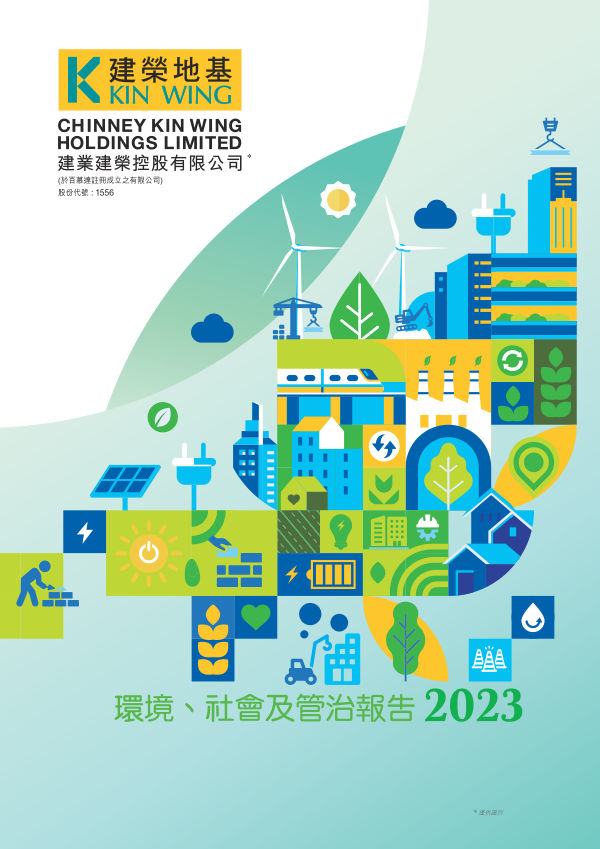 建榮地基
KIN WING
CHINNEY KIN WING
HOLDINGS LIMITED
建業建榮控股有限公司*
(於百慕達註冊成立之有限公司)
股份代號：1556
環境、社會及管治報告 2023
* 僅供識別